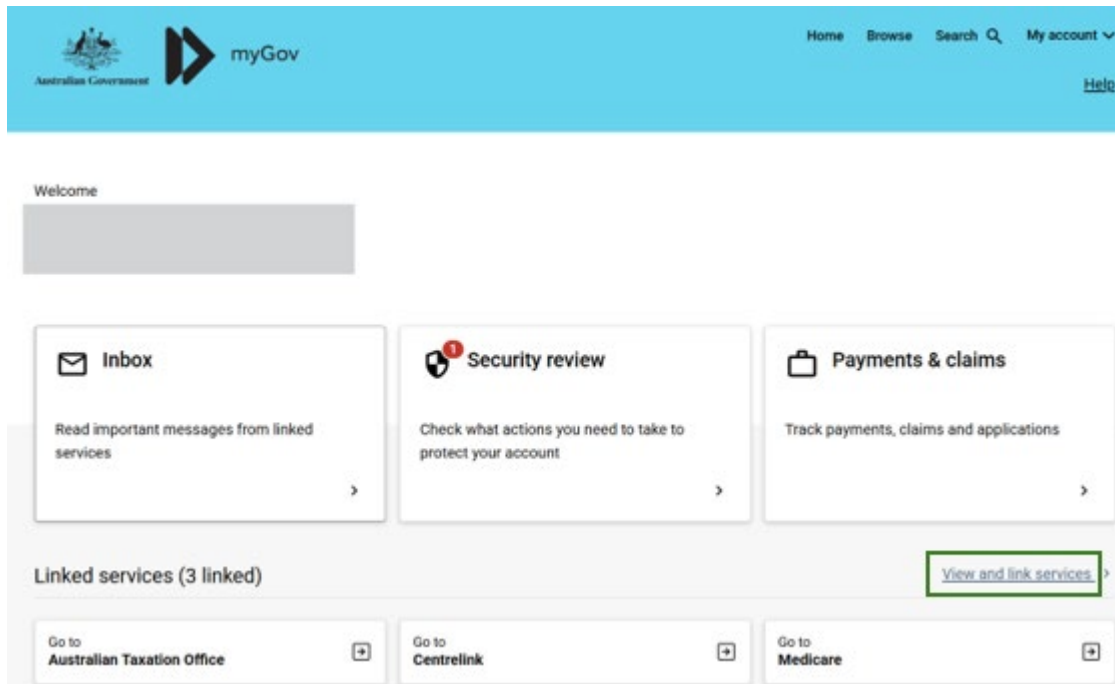 Australian Government
myGov
Home Browse Search My account
Help
Welcome
Inbox
Read important messages from linked
services
1
Security review
Check what actions you need to take to
protect your account
Payments & claims
Track payments, claims and applications
Linked services (3 linked)
View and link services
Go to
Australian Taxation Office
Go to
Centrelink
Go to
Medicare